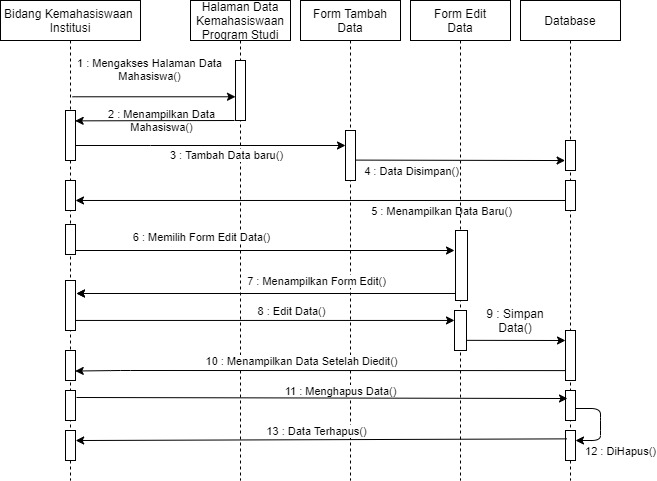 Bidang Kemahasiswaan
Institusi
Halaman Data
Kemahasiswaan
Program Studi
Form Tambah
Data
Form Edit
Data
Database
1 : Mengakses Halaman Data
Mahasiswa()
2 : Menampilkan Data
Mahasiswa()
3 : Tambah Data baru()
4 : Data Disimpan()
5 : Menampilkan Data Baru()
6 : Memilih Form Edit Data()
7 : Menampilkan Form Edit()
8 : Edit Data()
9 : Simpan
Data()
10 : Menampilkan Data Setelah Diedit()
11 : Menghapus Data()
12 : DiHapus()
13 : Data Terhapus()